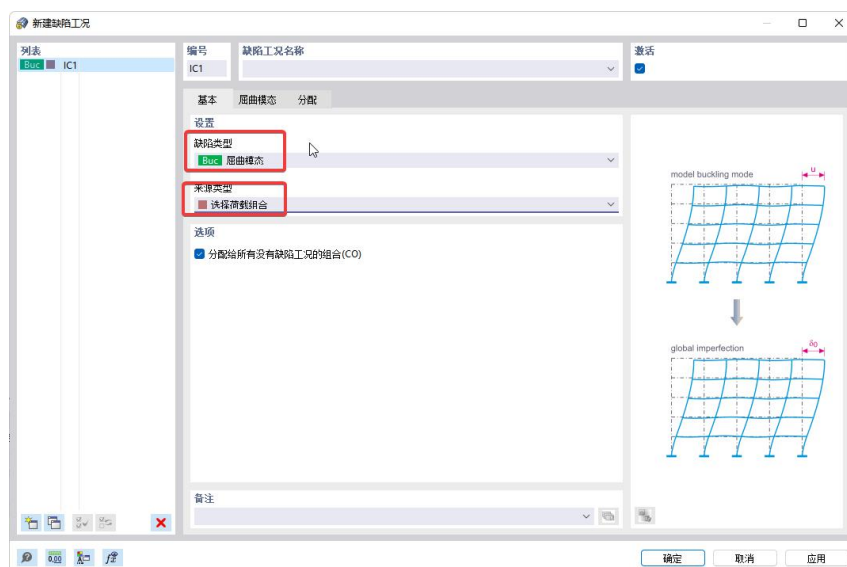 新建缺陷工况
列表
Buc IC1
编号
IC1
缺陷工况名称
激活
基本 屈曲模态 分配
设置
缺陷类型
Buc 屈曲模态
来源类型
选择荷载组合
选项
分配给所有没有缺陷工况的组合(CO)
备注
model buckling mode
u
global imperfection
δ0
0,00
确定 取消 应用